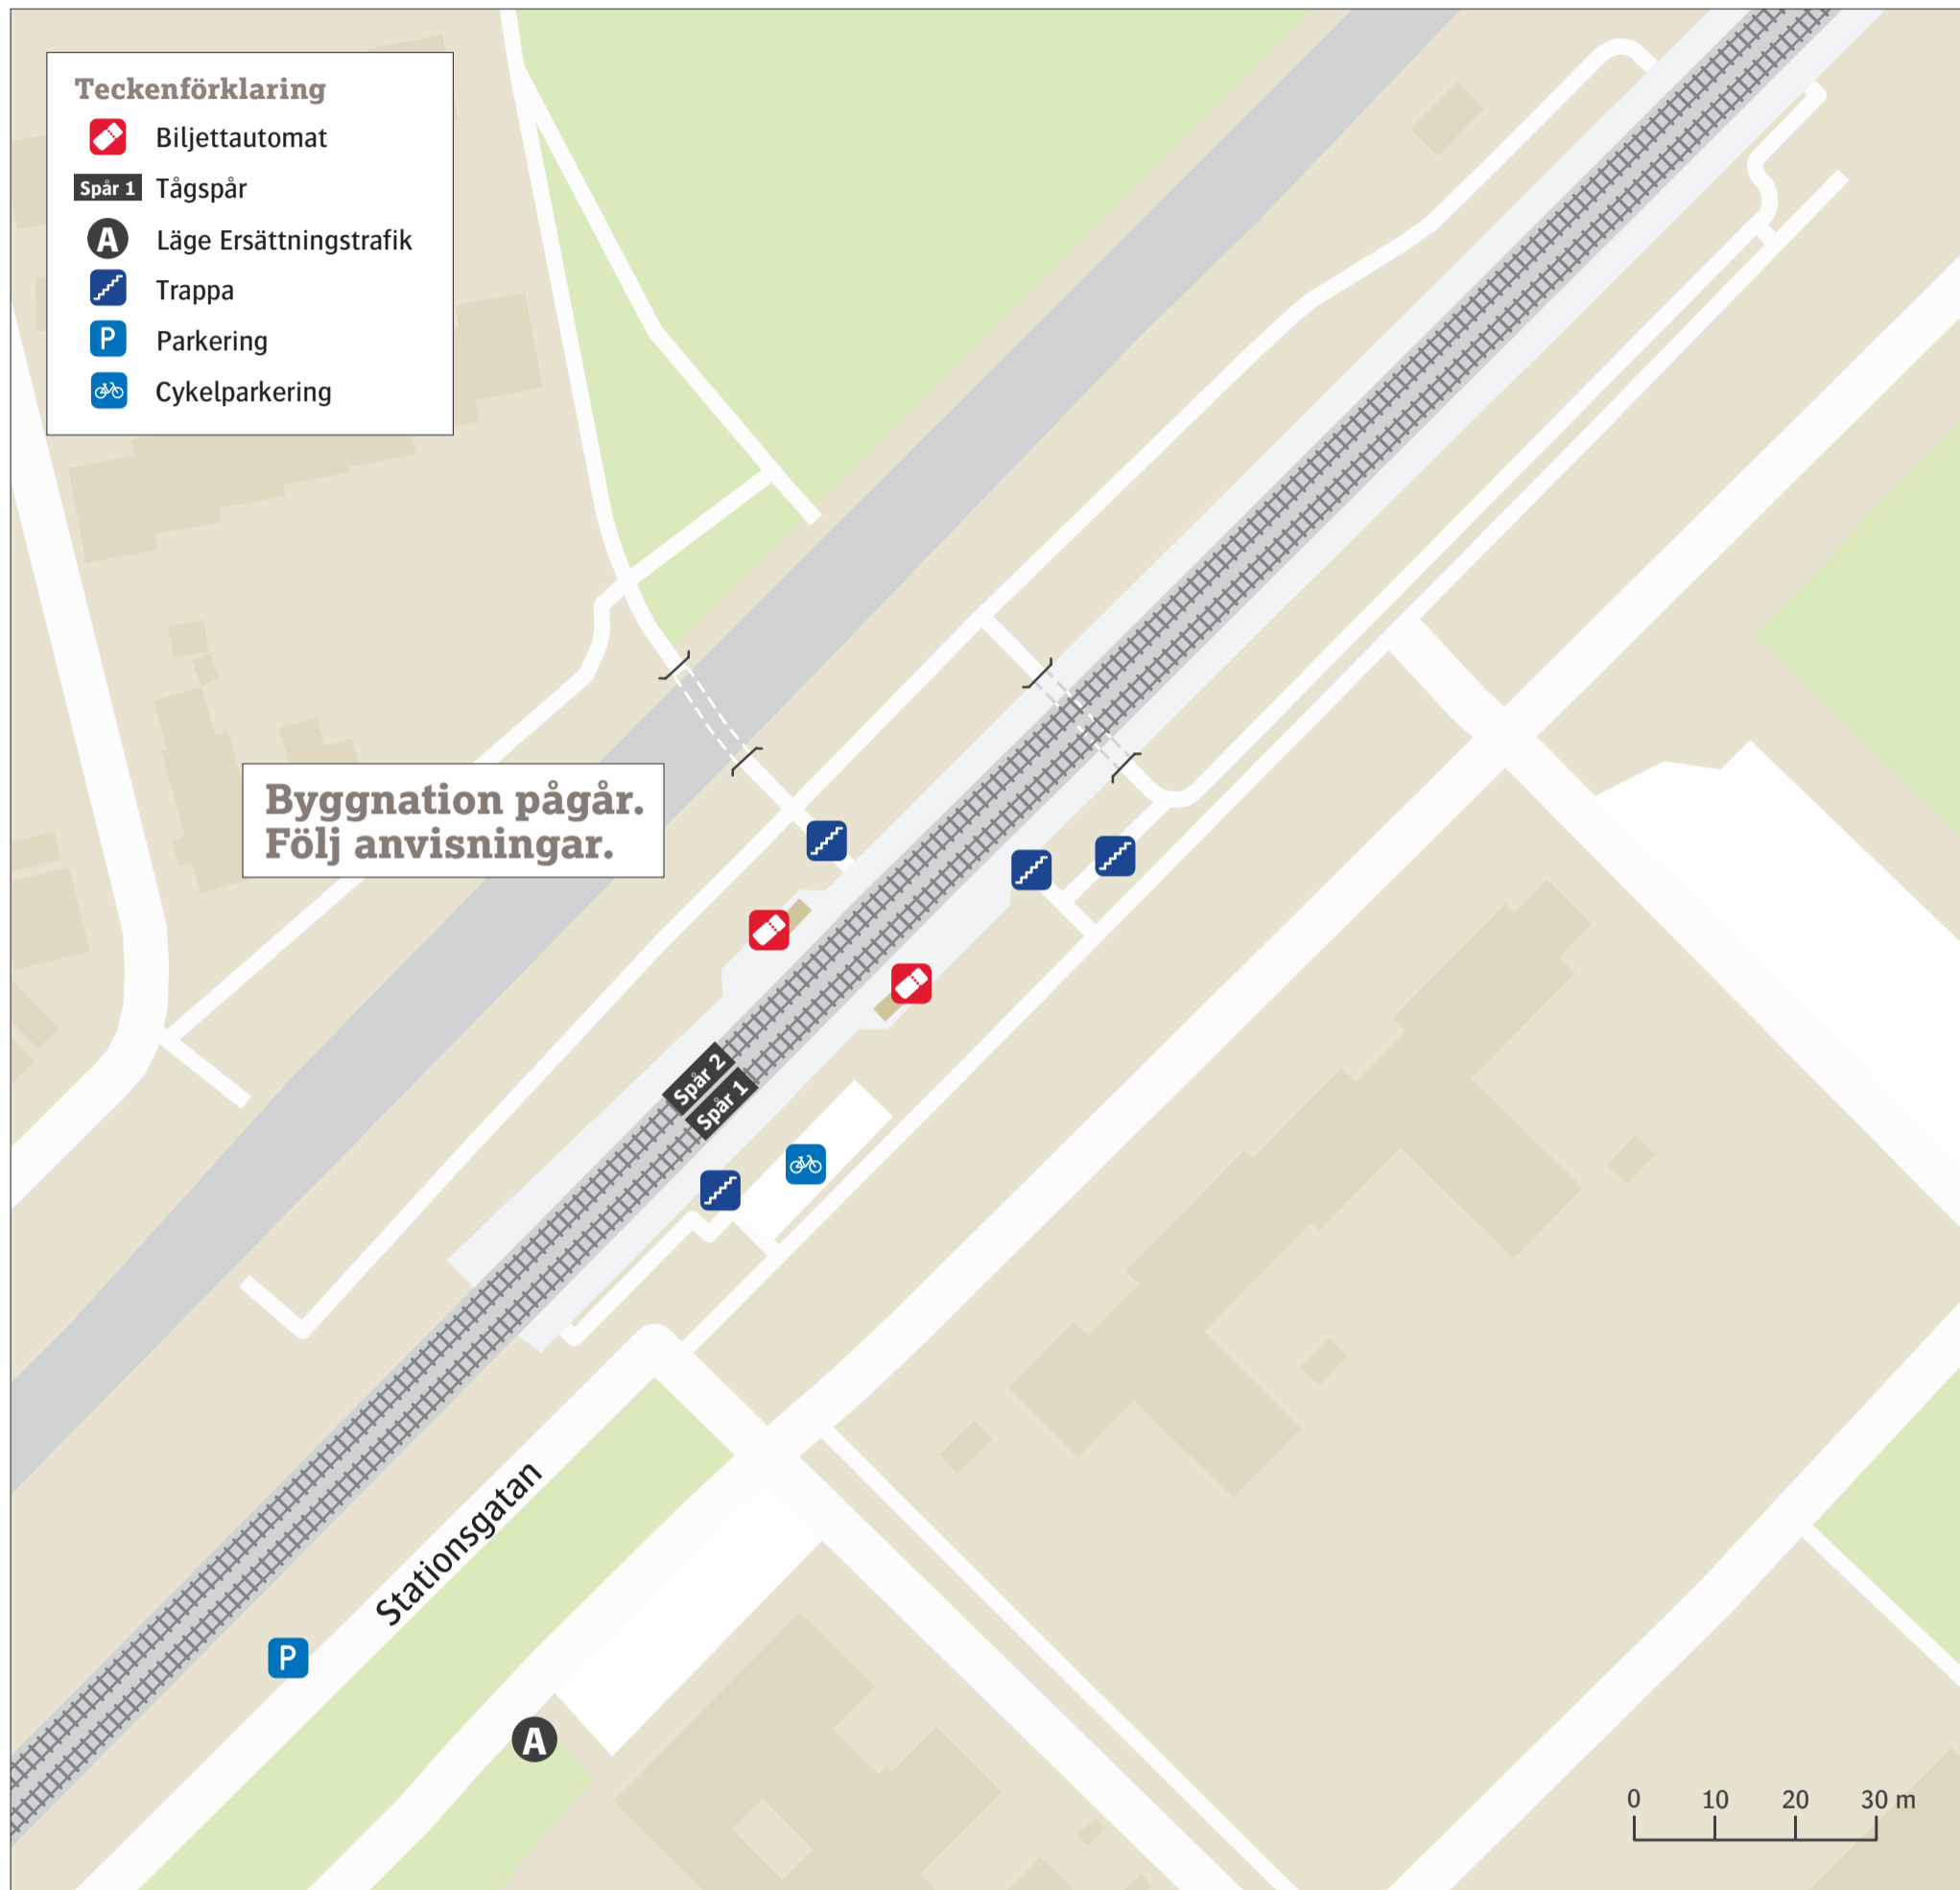 Teckenförklaring
Biljettautomat
Spår 1 Tågspår
A Läge Ersättningstrafik
Trappa
P Parkering
Cykelparkering
Byggnation pågår.
Följ anvisningar.
Spår 2
Spår 1
Stationsgatan
P
A
0 10 20 30 m